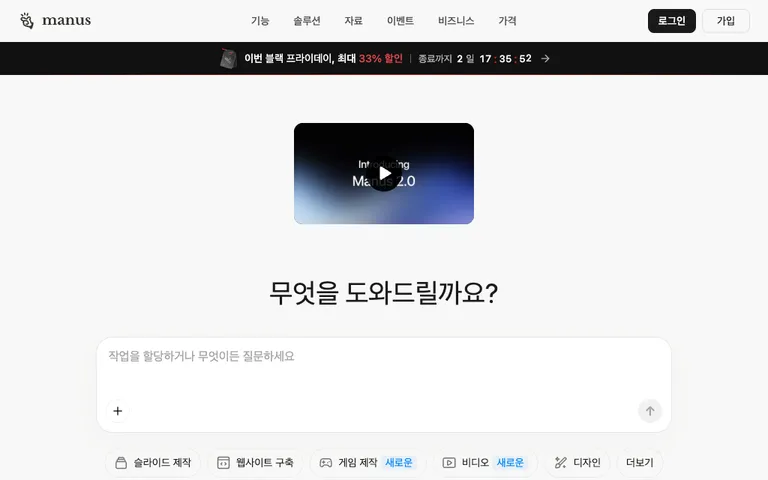 manus
기능 솔루션 자료 이벤트 비즈니스 가격
로그인 가입
이번 블랙 프라이데이, 최대 33% 할인 | 종료까지 2 일 17 : 35 : 52 →
Introducing
Manus 2.0
무엇을 도와드릴까요?
작업을 할당하거나 무엇이든 질문하세요
슬라이드 제작 웹사이트 구축 게임 제작 새로운 비디오 새로운 디자인 더보기